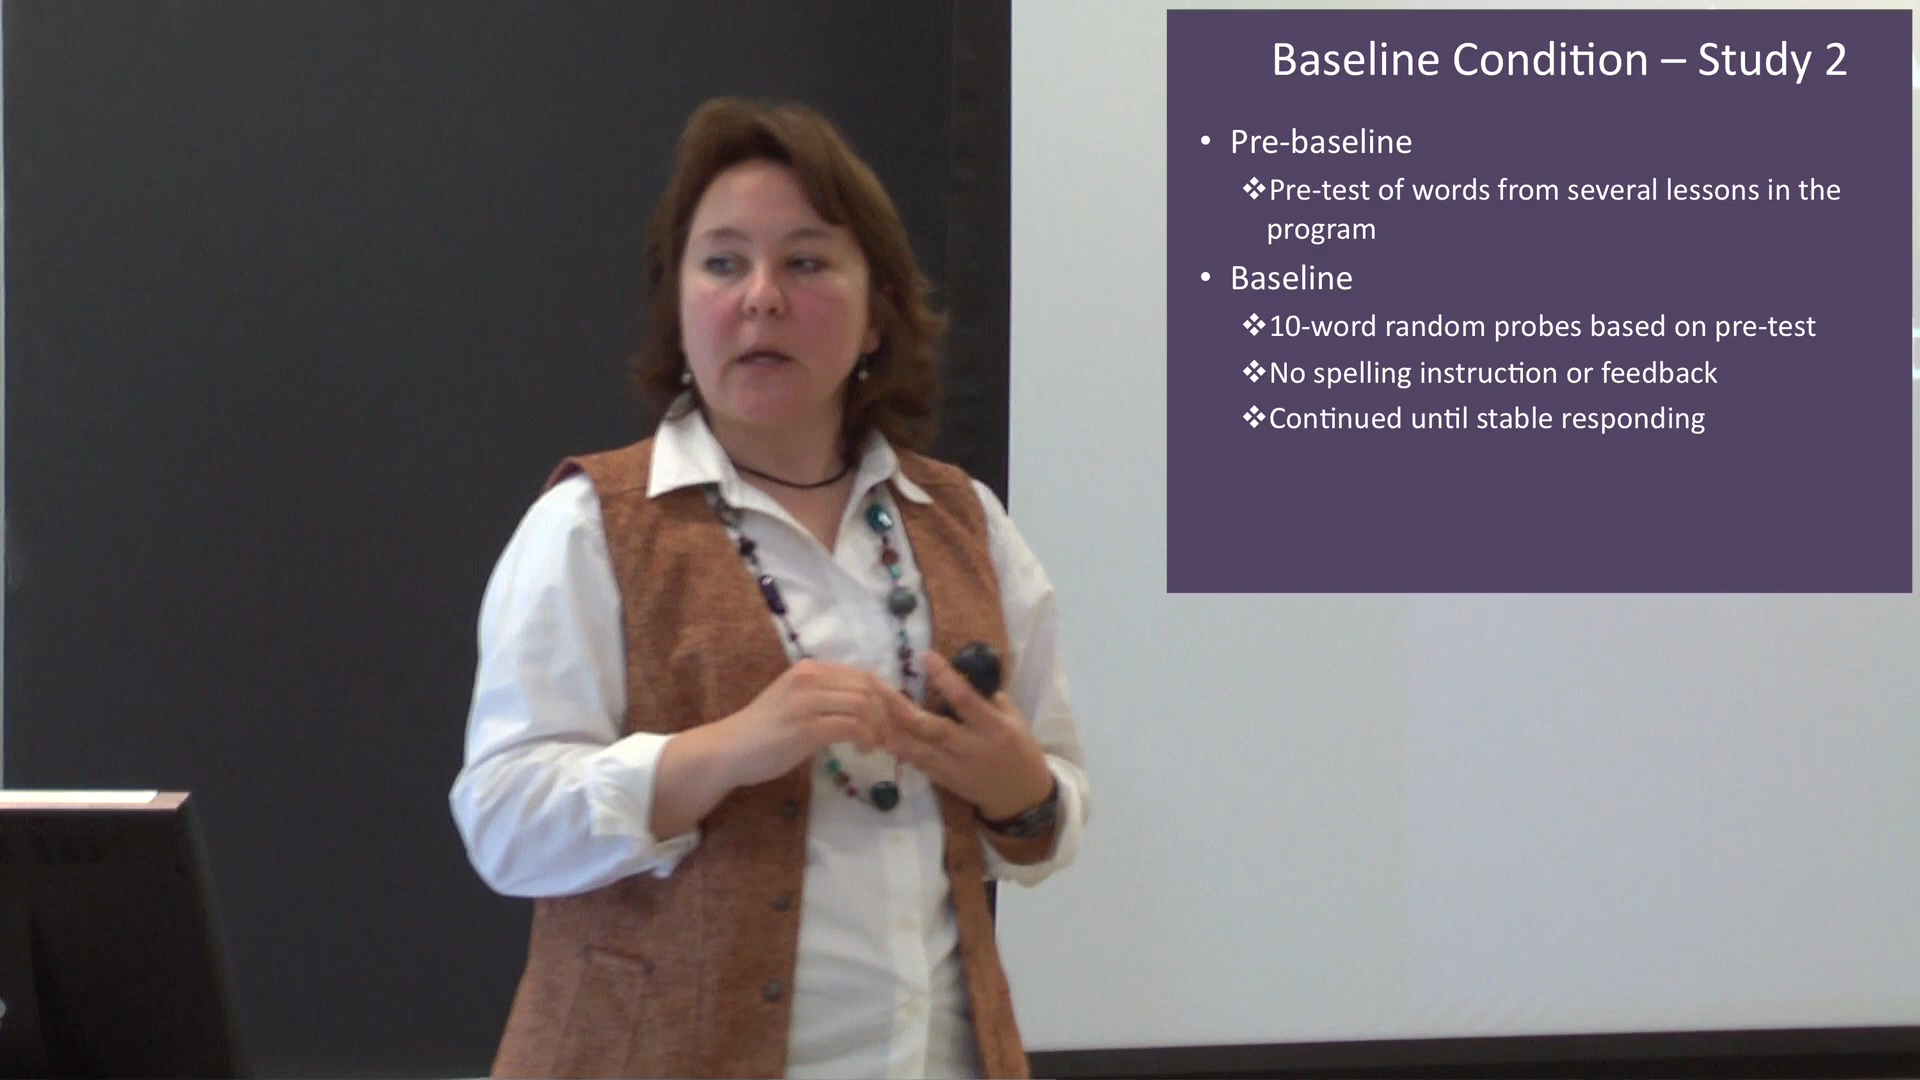 Baseline Condition – Study 2
• Pre-baseline
❖Pre-test of words from several lessons in the
program
• Baseline
❖10-word random probes based on pre-test
❖No spelling instruction or feedback
❖Continued until stable responding